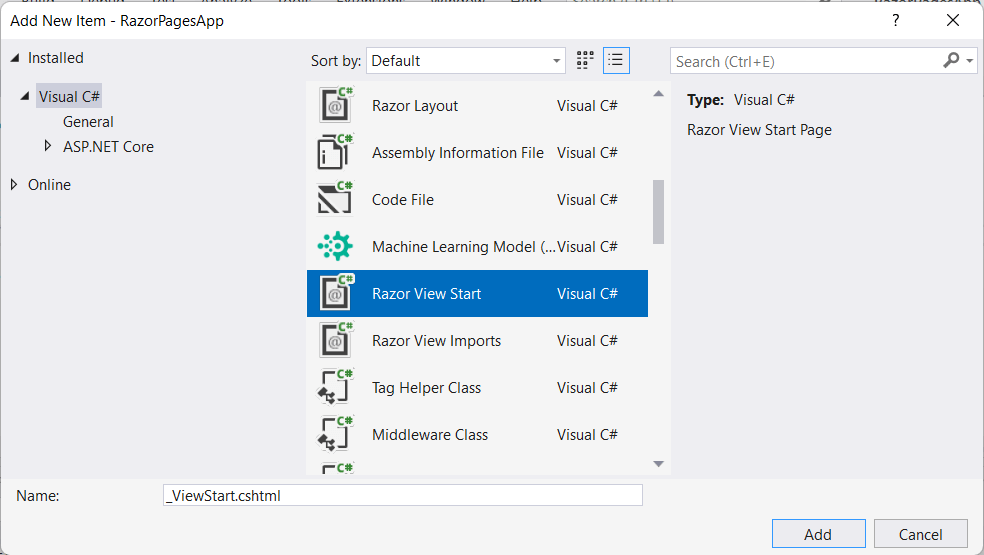 Add New Item - RazorPagesApp
?
Installed
Visual C#
General
ASP.NET Core
Online
Sort by: Default
Razor Layout Visual C#
Assembly Information File Visual C#
Code File Visual C#
Machine Learning Model (... Visual C#
Razor View Start Visual C#
Razor View Imports Visual C#
Tag Helper Class Visual C#
Middleware Class Visual C#
Search (Ctrl+E)
Type: Visual C#
Razor View Start Page
Name: _ViewStart.cshtml
Add Cancel